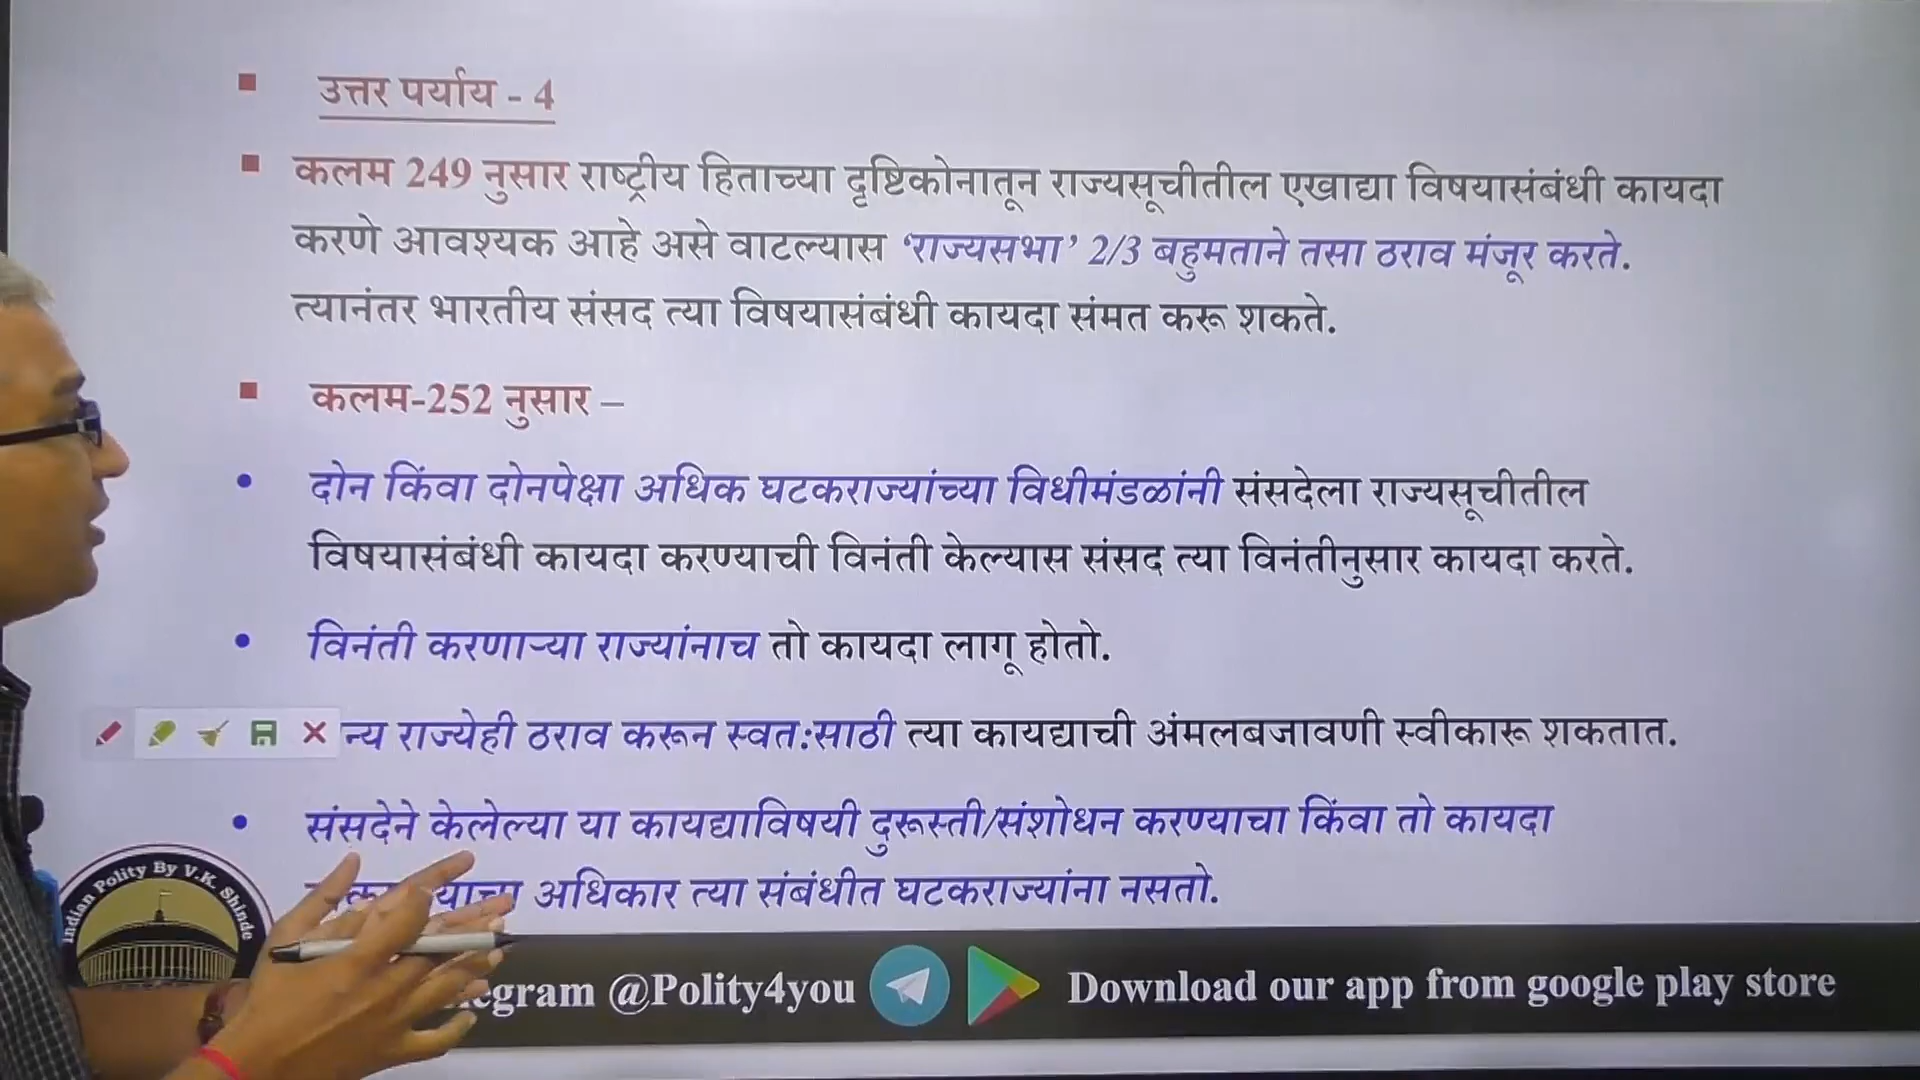 उत्तर पर्याय - 4
कलम 249 नुसार राष्ट्रीय हिताच्या दृष्टिकोनातून राज्यसूचीतील एखाद्या विषयासंबंधी कायदा
करणे आवश्यक आहे असे वाटल्यास ‘राज्यसभा’ 2/3 बहुमताने तसा ठराव मंजूर करते.
त्यानंतर भारतीय संसद त्या विषयासंबंधी कायदा संमत करू शकते.
कलम-252 नुसार –
दोन किंवा दोनपेक्षा अधिक घटकराज्यांच्या विधीमंडळांनी संसदेला राज्यसूचीतील
विषयासंबंधी कायदा करण्याची विनंती केल्यास संसद त्या विनंतीनुसार कायदा करते.
विनंती करणाऱ्या राज्यांनाच तो कायदा लागू होतो.
न्य राज्येही ठराव करून स्वत:साठी त्या कायद्याची अंमलबजावणी स्वीकारू शकतात.
संसदेने केलेल्या या कायद्याविषयी दुरूस्ती/संशोधन करण्याचा किंवा तो कायदा
अधिकार त्या संबंधीत घटकराज्यांना नसतो.
Indian Polity By V.K. Shinde
egram @Polity4you
Download our app from google play store